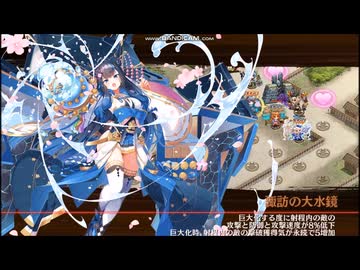 WWW.BANDICAM.COM
諏訪の大水鏡
巨大化する度に射程内の敵の
攻撃と防御と攻撃速度が8%低下
巨大化時、射程内の敵の撃破獲得気が永続で5増加